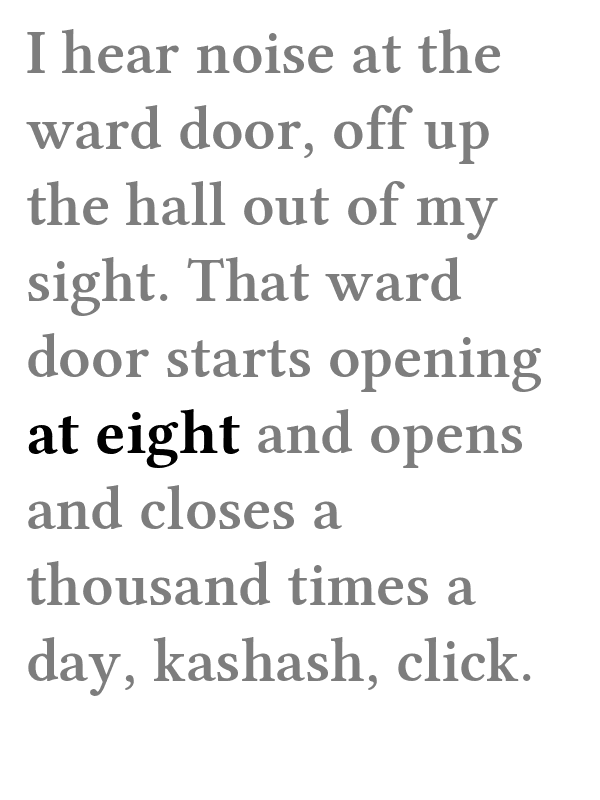 I hear noise at the
ward door, off up
the hall out of my
sight. That ward
door starts opening
at eight and opens
and closes a
thousand times a
day, kashash, click.